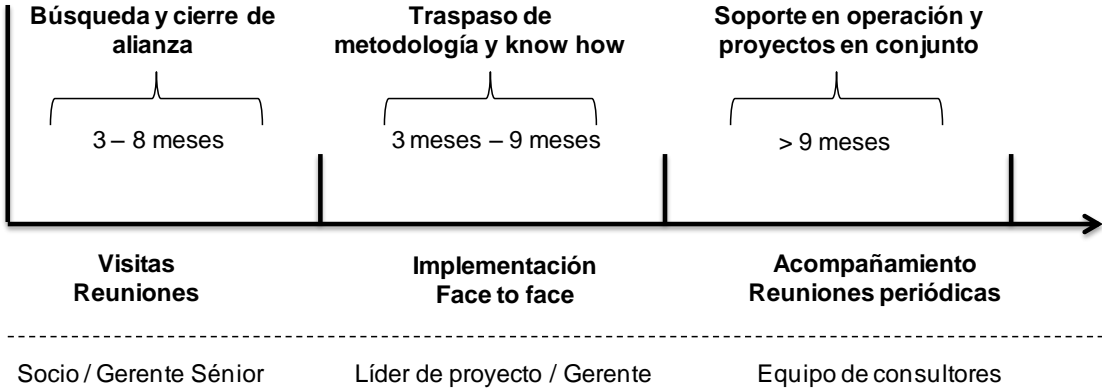 Búsqueda y cierre de
alianza
3 – 8 meses
Traspaso de
metodología y know how
3 meses – 9 meses
Soporte en operación y
proyectos en conjunto
> 9 meses
Visitas
Reuniones
Implementación
Face to face
Acompañamiento
Reuniones periódicas
Socio / Gerente Sénior
Líder de proyecto / Gerente
Equipo de consultores